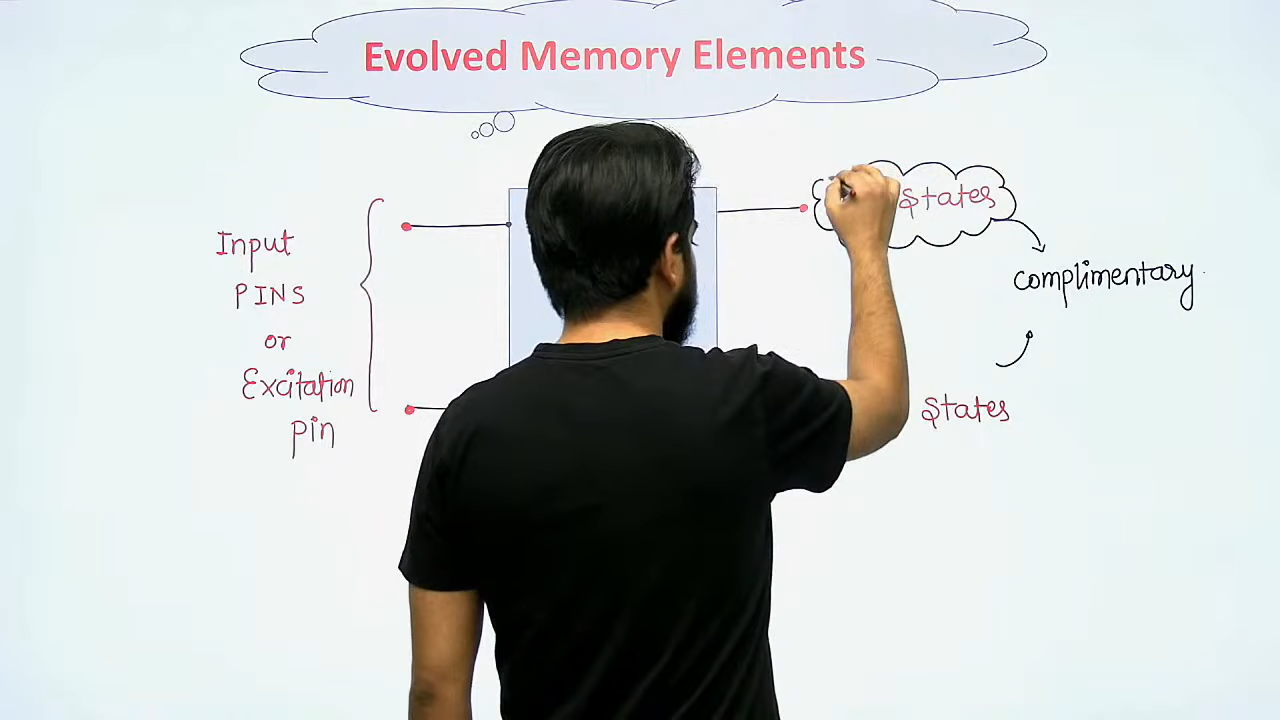 Evolved Memory Elements
Input
PINS
or
Excitation
pin
States
complimentary.
States